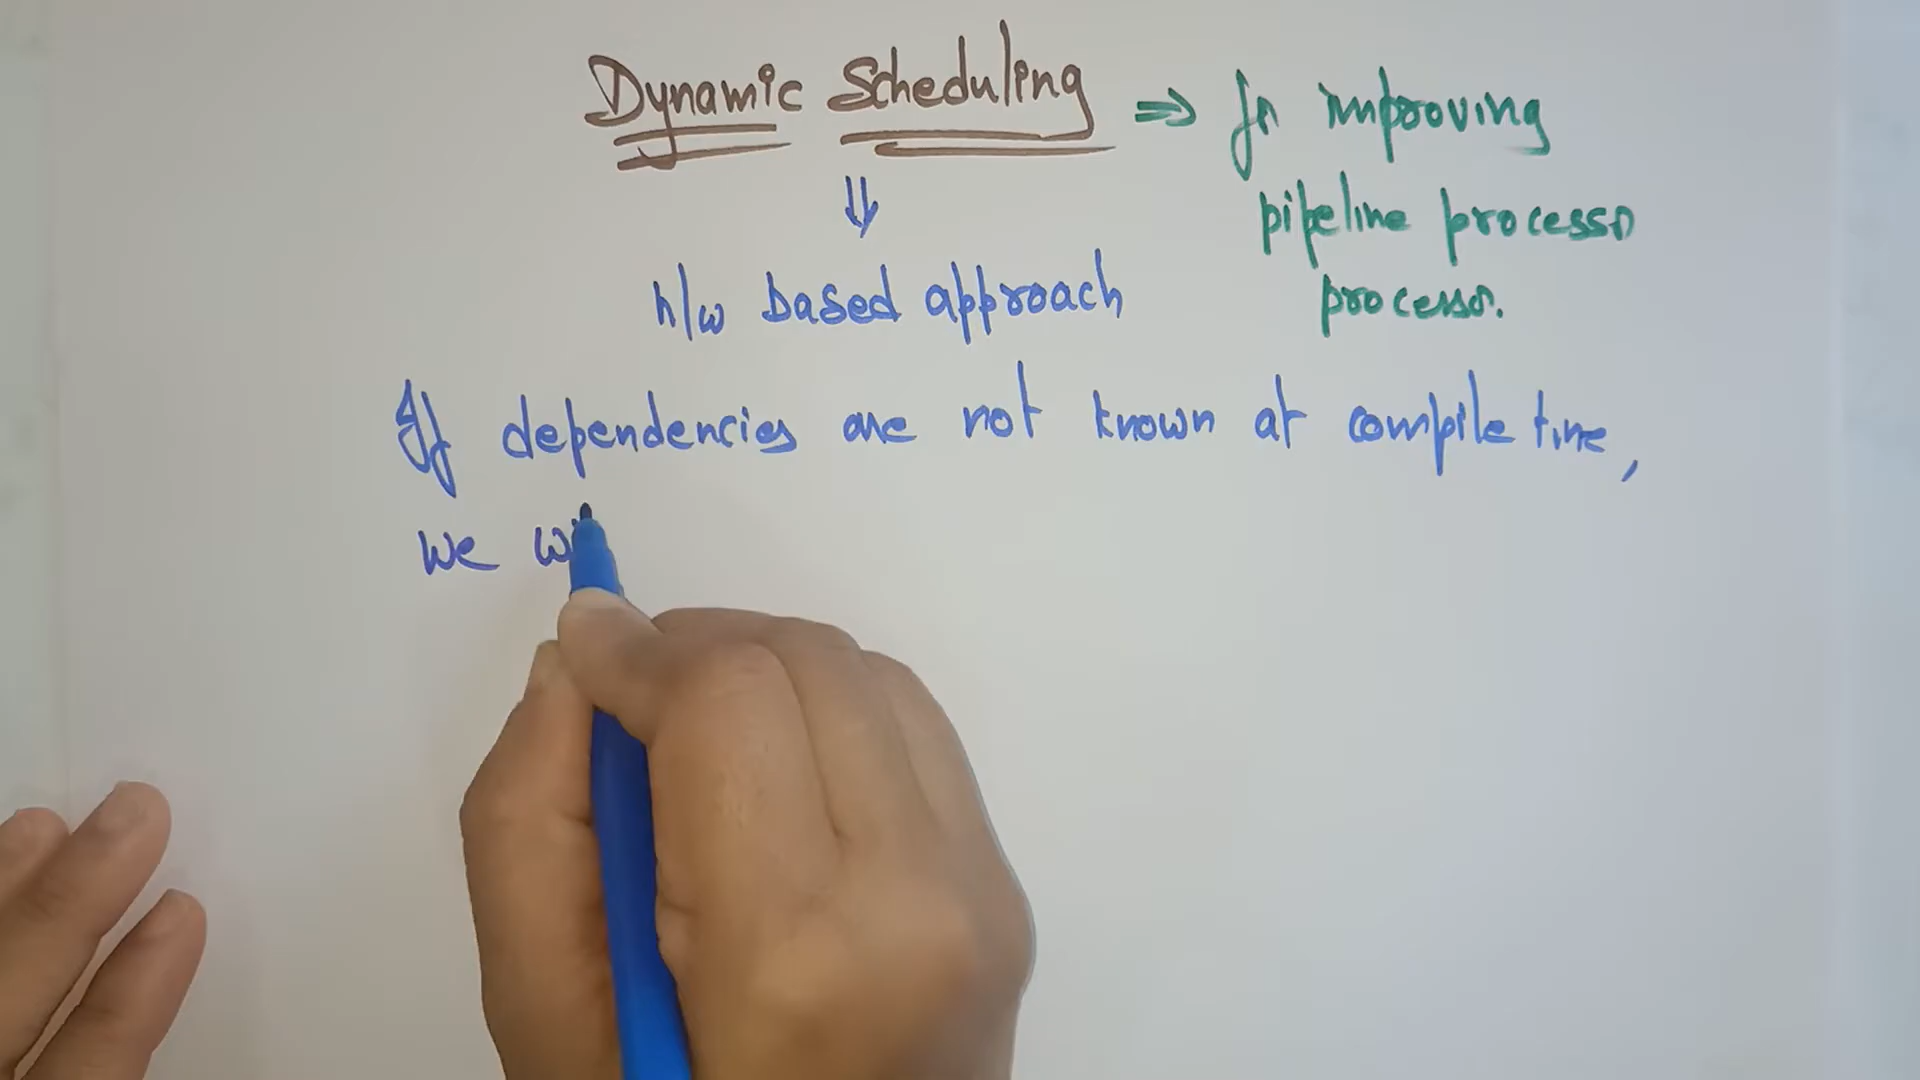 Dynamic Scheduling ⇒ for improving
pipeline processor
processor.
⇓
h/w based approach
If dependencies are not known at compile time,
we